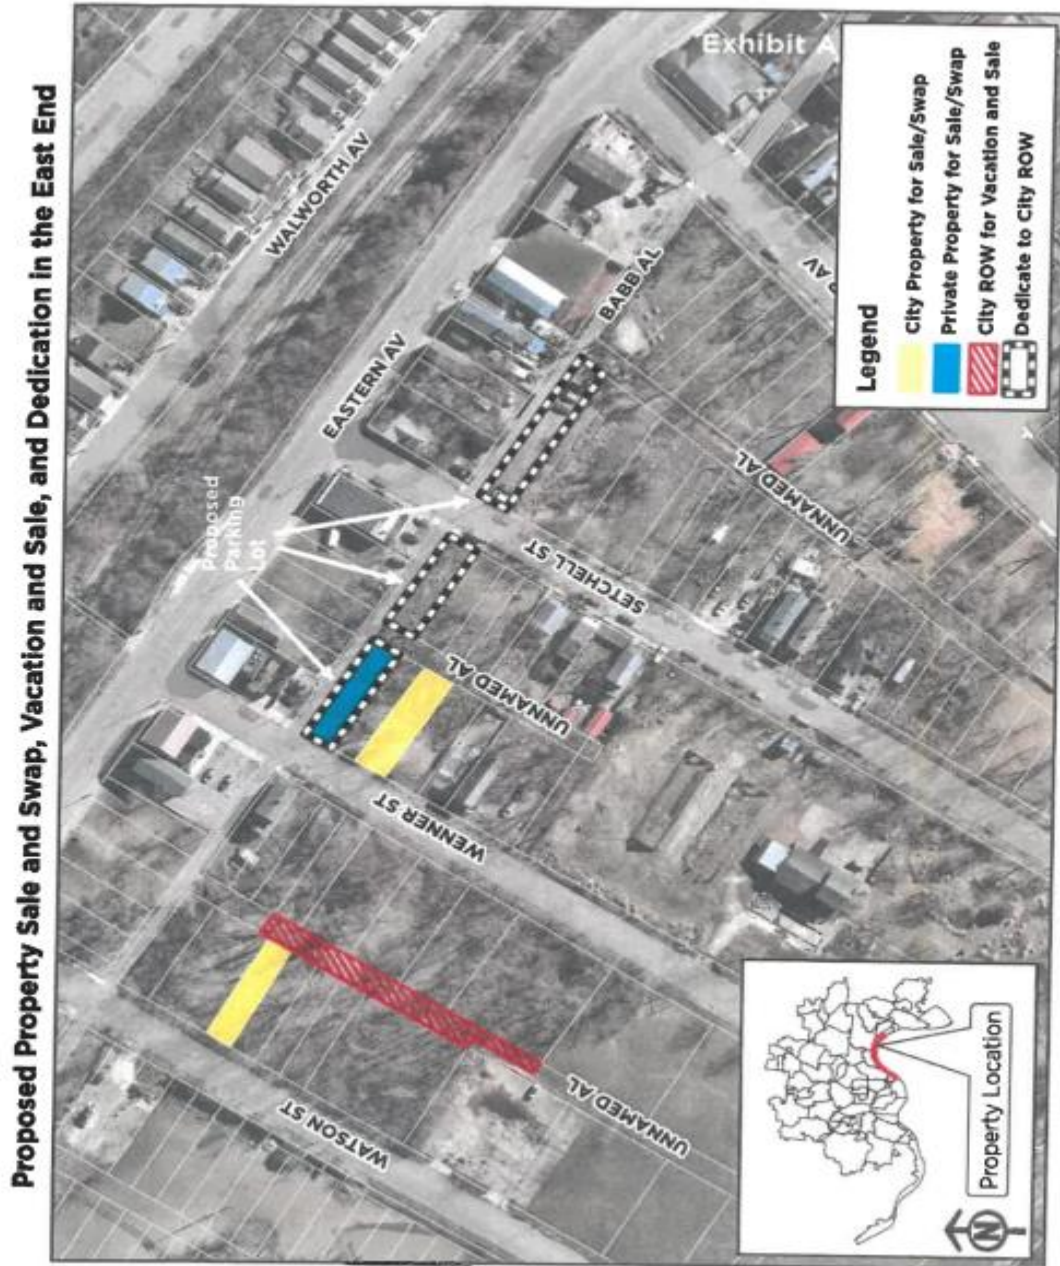 Proposed Property Sale and Swap, Vacation and Sale, and Dedication in the East End
Exhibit A
WALWORTH AV
EASTERN AV
Proposed
Parking
Lot
BABB AL
SETCHELL ST
UNNAMED AL
UNNAMED AL
WENNER ST
WATSON ST
UNNAMED AL
AV
Legend
City Property for Sale/Swap
Private Property for Sale/Swap
City ROW for Vacation and Sale
Dedicate to City ROW
Property Location
N